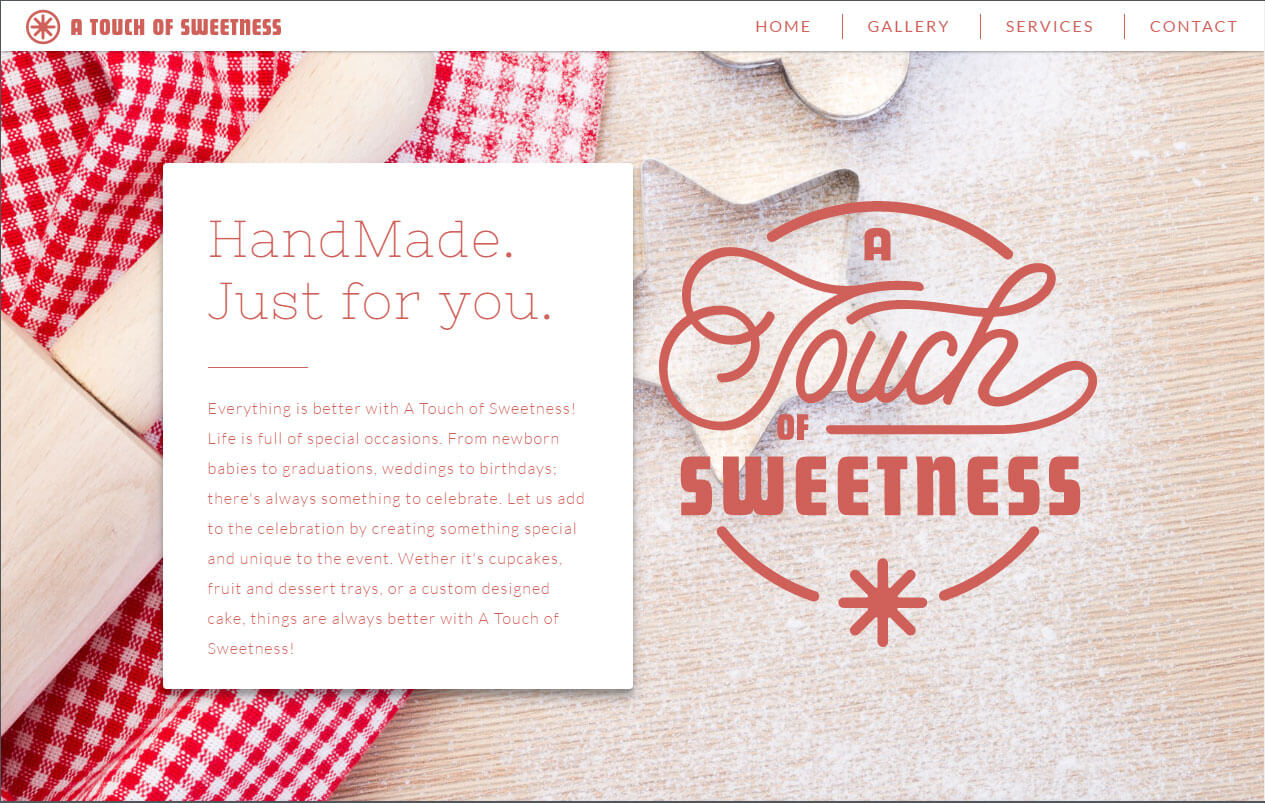 A TOUCH OF SWEETNESS
HOME
GALLERY
SERVICES
CONTACT
HandMade.
Just for you.
Everything is better with A Touch of Sweetness!
Life is full of special occasions. From newborn
babies to graduations, weddings to birthdays;
there's always something to celebrate. Let us add
to the celebration by creating something special
and unique to the event. Wether it's cupcakes,
fruit and dessert trays, or a custom designed
cake, things are always better with A Touch of
Sweetness!
A
Touch
OF
SWEETNESS